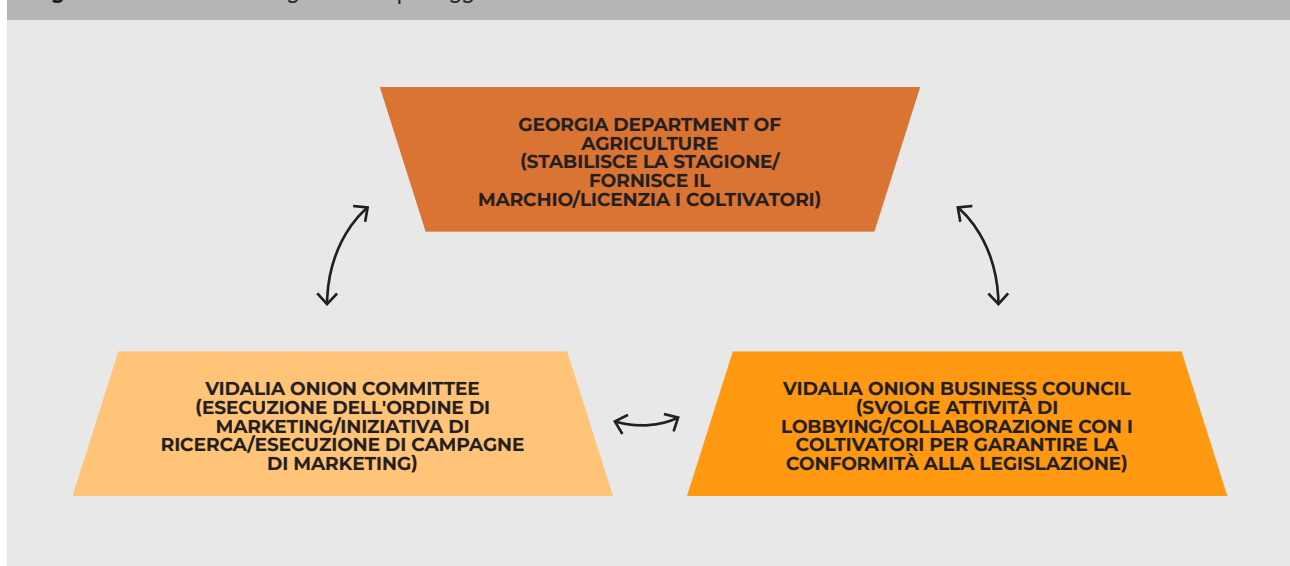 GEORGIA DEPARTMENT OF
AGRICULTURE
(STABILISCE LA STAGIONE/
FORNISCE IL
MARCHIO/LICENZIA I COLTIVATORI)
VIDALIA ONION COMMITTEE
(ESECUZIONE DELL'ORDINE DI
MARKETING/INIZIATIVA DI
RICERCA/ESECUZIONE DI CAMPAGNE
DI MARKETING)
VIDALIA ONION BUSINESS COUNCIL
(SVOLGE ATTIVITÀ DI
LOBBYING/COLLABORAZIONE CON I
COLTIVATORI PER GARANTIRE LA
CONFORMITÀ ALLA LEGISLAZIONE)